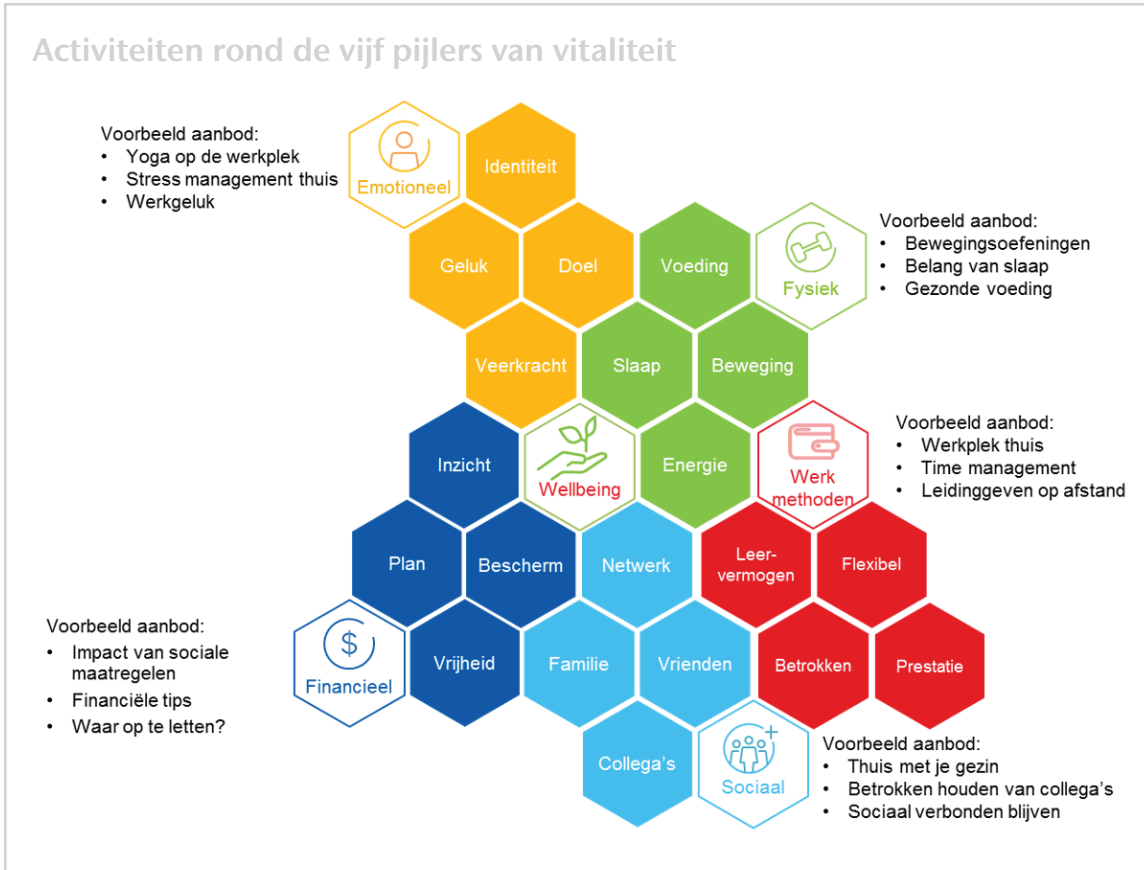 Activiteiten rond de vijf pijlers van vitaliteit
Voorbeeld aanbod:
• Yoga op de werkplek
• Stress management thuis
• Werkgeluk
Emotioneel
Identiteit
Geluk
Doel
Voeding
Fysiek
Voorbeeld aanbod:
• Bewegingsoefeningen
• Belang van slaap
• Gezonde voeding
Veerkracht
Slaap
Beweging
Inzicht
Wellbeing
Energie
Werk
methoden
Voorbeeld aanbod:
• Werkplek thuis
• Time management
• Leidinggeven op afstand
Plan
Bescherm
Netwerk
Leer-
vermogen
Flexibel
Voorbeeld aanbod:
• Impact van sociale
maatregelen
• Financiële tips
• Waar op te letten?
$
Financieel
Vrijheid
Familie
Vrienden
Betrokken
Prestatie
Collega's
Sociaal
Voorbeeld aanbod:
• Thuis met je gezin
• Betrokken houden van collega's
• Sociaal verbonden blijven